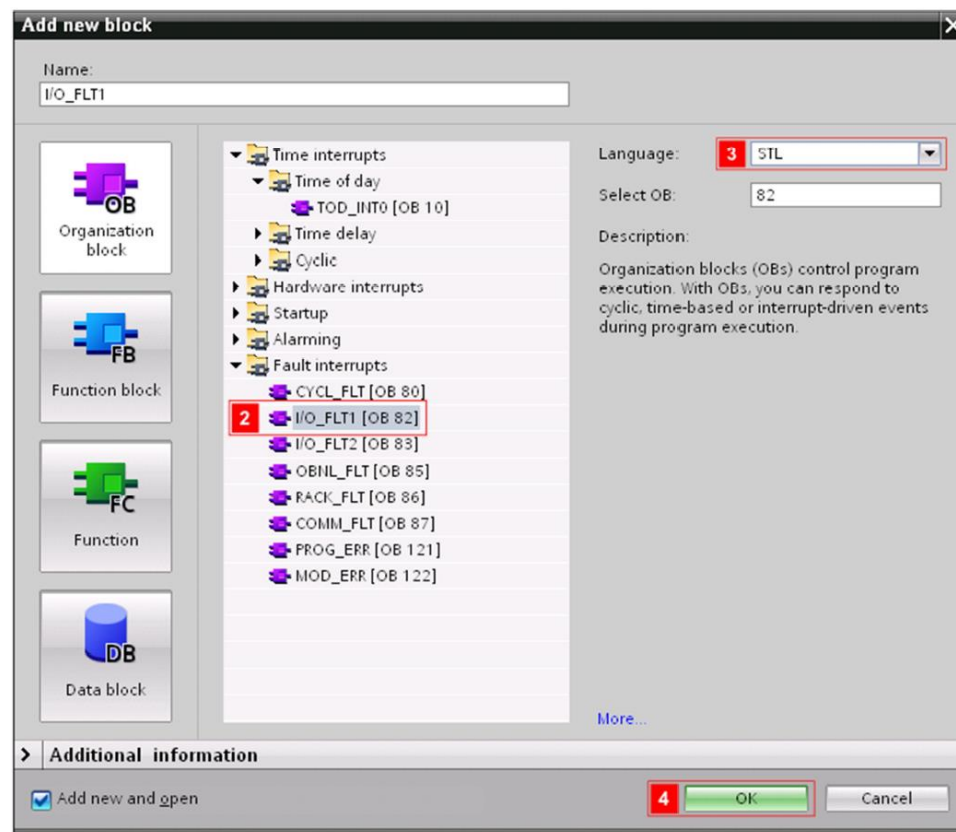 Add new block
Name:
I/O_FLT1
OB
Organization
block
FB
Function block
FC
Function
DB
Data block
Time interrupts
Time of day
TOD_INT0 [OB 10]
Time delay
Cyclic
Hardware interrupts
Startup
Alarming
Fault interrupts
CYCL_FLT [OB 80]
2 I/O_FLT1 [OB 82]
I/O_FLT2 [OB 83]
OBNL_FLT [OB 85]
RACK_FLT [OB 86]
COMM_FLT [OB 87]
PROG_ERR [OB 121]
MOD_ERR [OB 122]
Language: 3 STL
Select OB: 82
Description:
Organization blocks (OBs) control program
execution. With OBs, you can respond to
cyclic, time-based or interrupt-driven events
during program execution.
More...
Additional information
Add new and open
4 OK Cancel